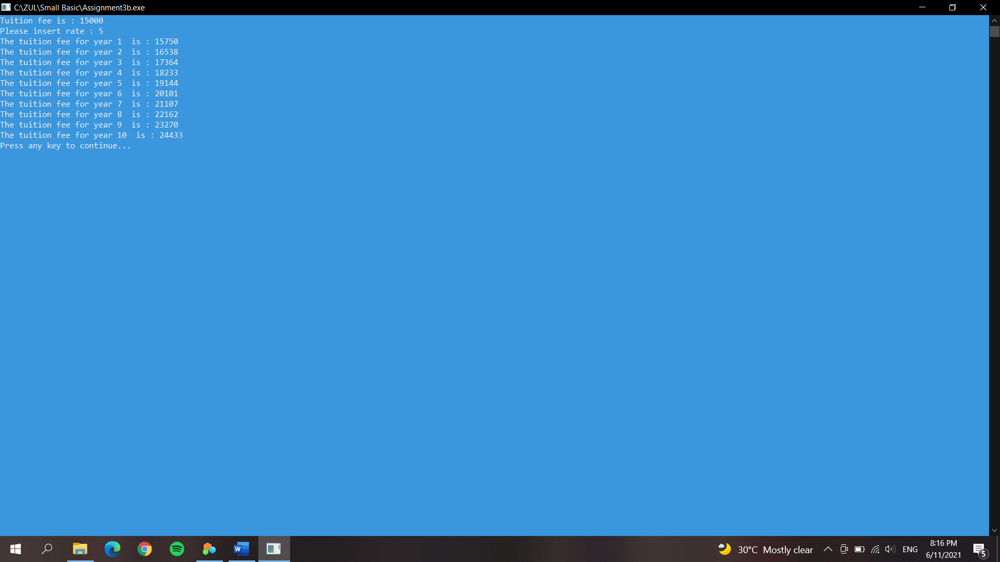 C:\ZUL\Small Basic\Assignment3b.exe
Tuition fee is : 15000
Please insert rate : 5
The tuition fee for year 1  is : 15750
The tuition fee for year 2  is : 16538
The tuition fee for year 3  is : 17364
The tuition fee for year 4  is : 18233
The tuition fee for year 5  is : 19144
The tuition fee for year 6  is : 20101
The tuition fee for year 7  is : 21107
The tuition fee for year 8  is : 22162
The tuition fee for year 9  is : 23270
The tuition fee for year 10  is : 24433
Press any key to continue...
W
30°C Mostly clear
ENG
8:16 PM
6/11/2021
5